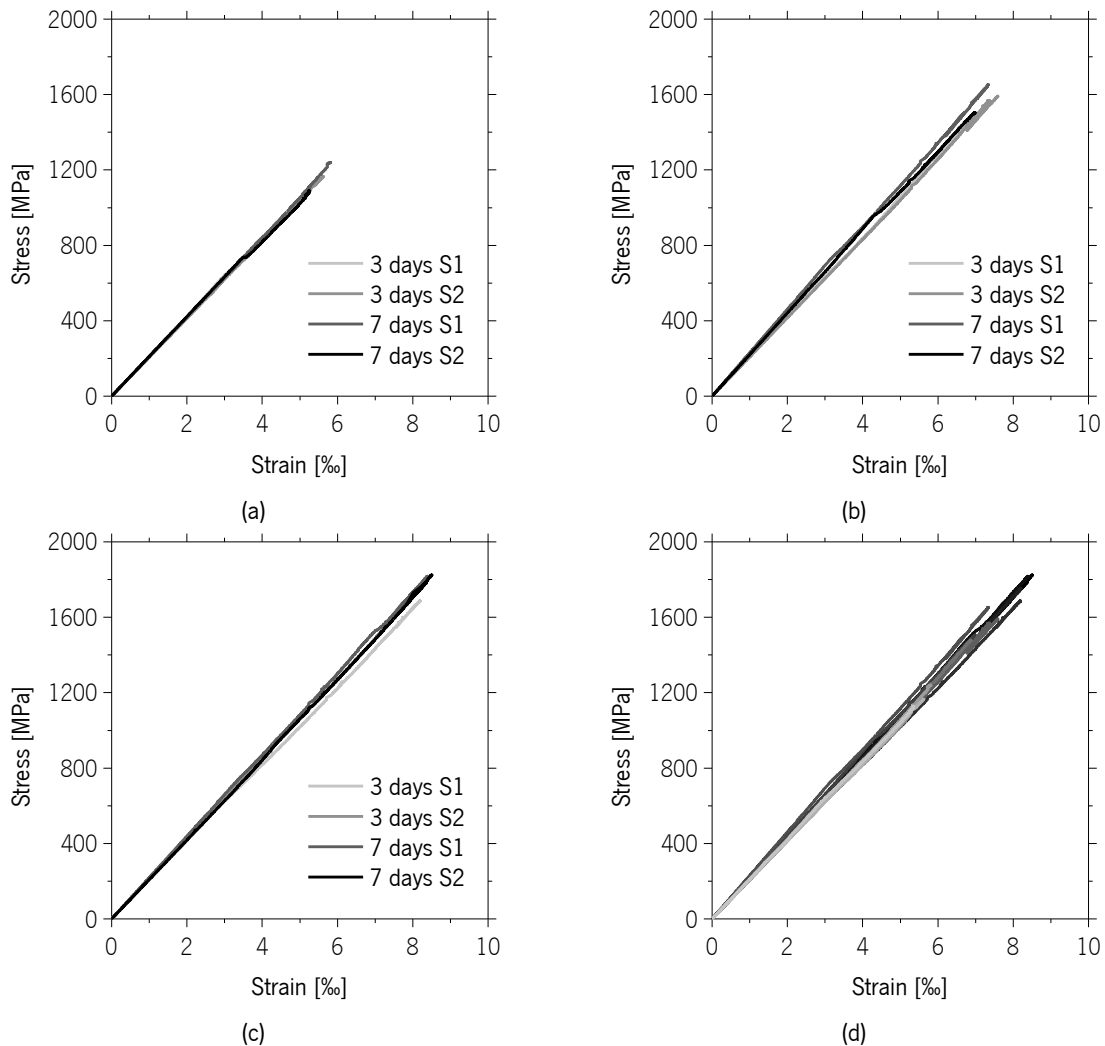 2000
1600
1200
800
400
0
Stress [MPa]
3 days S1
3 days S2
7 days S1
7 days S2
0 2 4 6 8 10
Strain [‰]
(a)
2000
1600
1200
800
400
0
Stress [MPa]
3 days S1
3 days S2
7 days S1
7 days S2
0 2 4 6 8 10
Strain [‰]
(b)
2000
1600
1200
800
400
0
Stress [MPa]
3 days S1
3 days S2
7 days S1
7 days S2
0 2 4 6 8 10
Strain [‰]
(c)
2000
1600
1200
800
400
0
Stress [MPa]
0 2 4 6 8 10
Strain [‰]
(d)